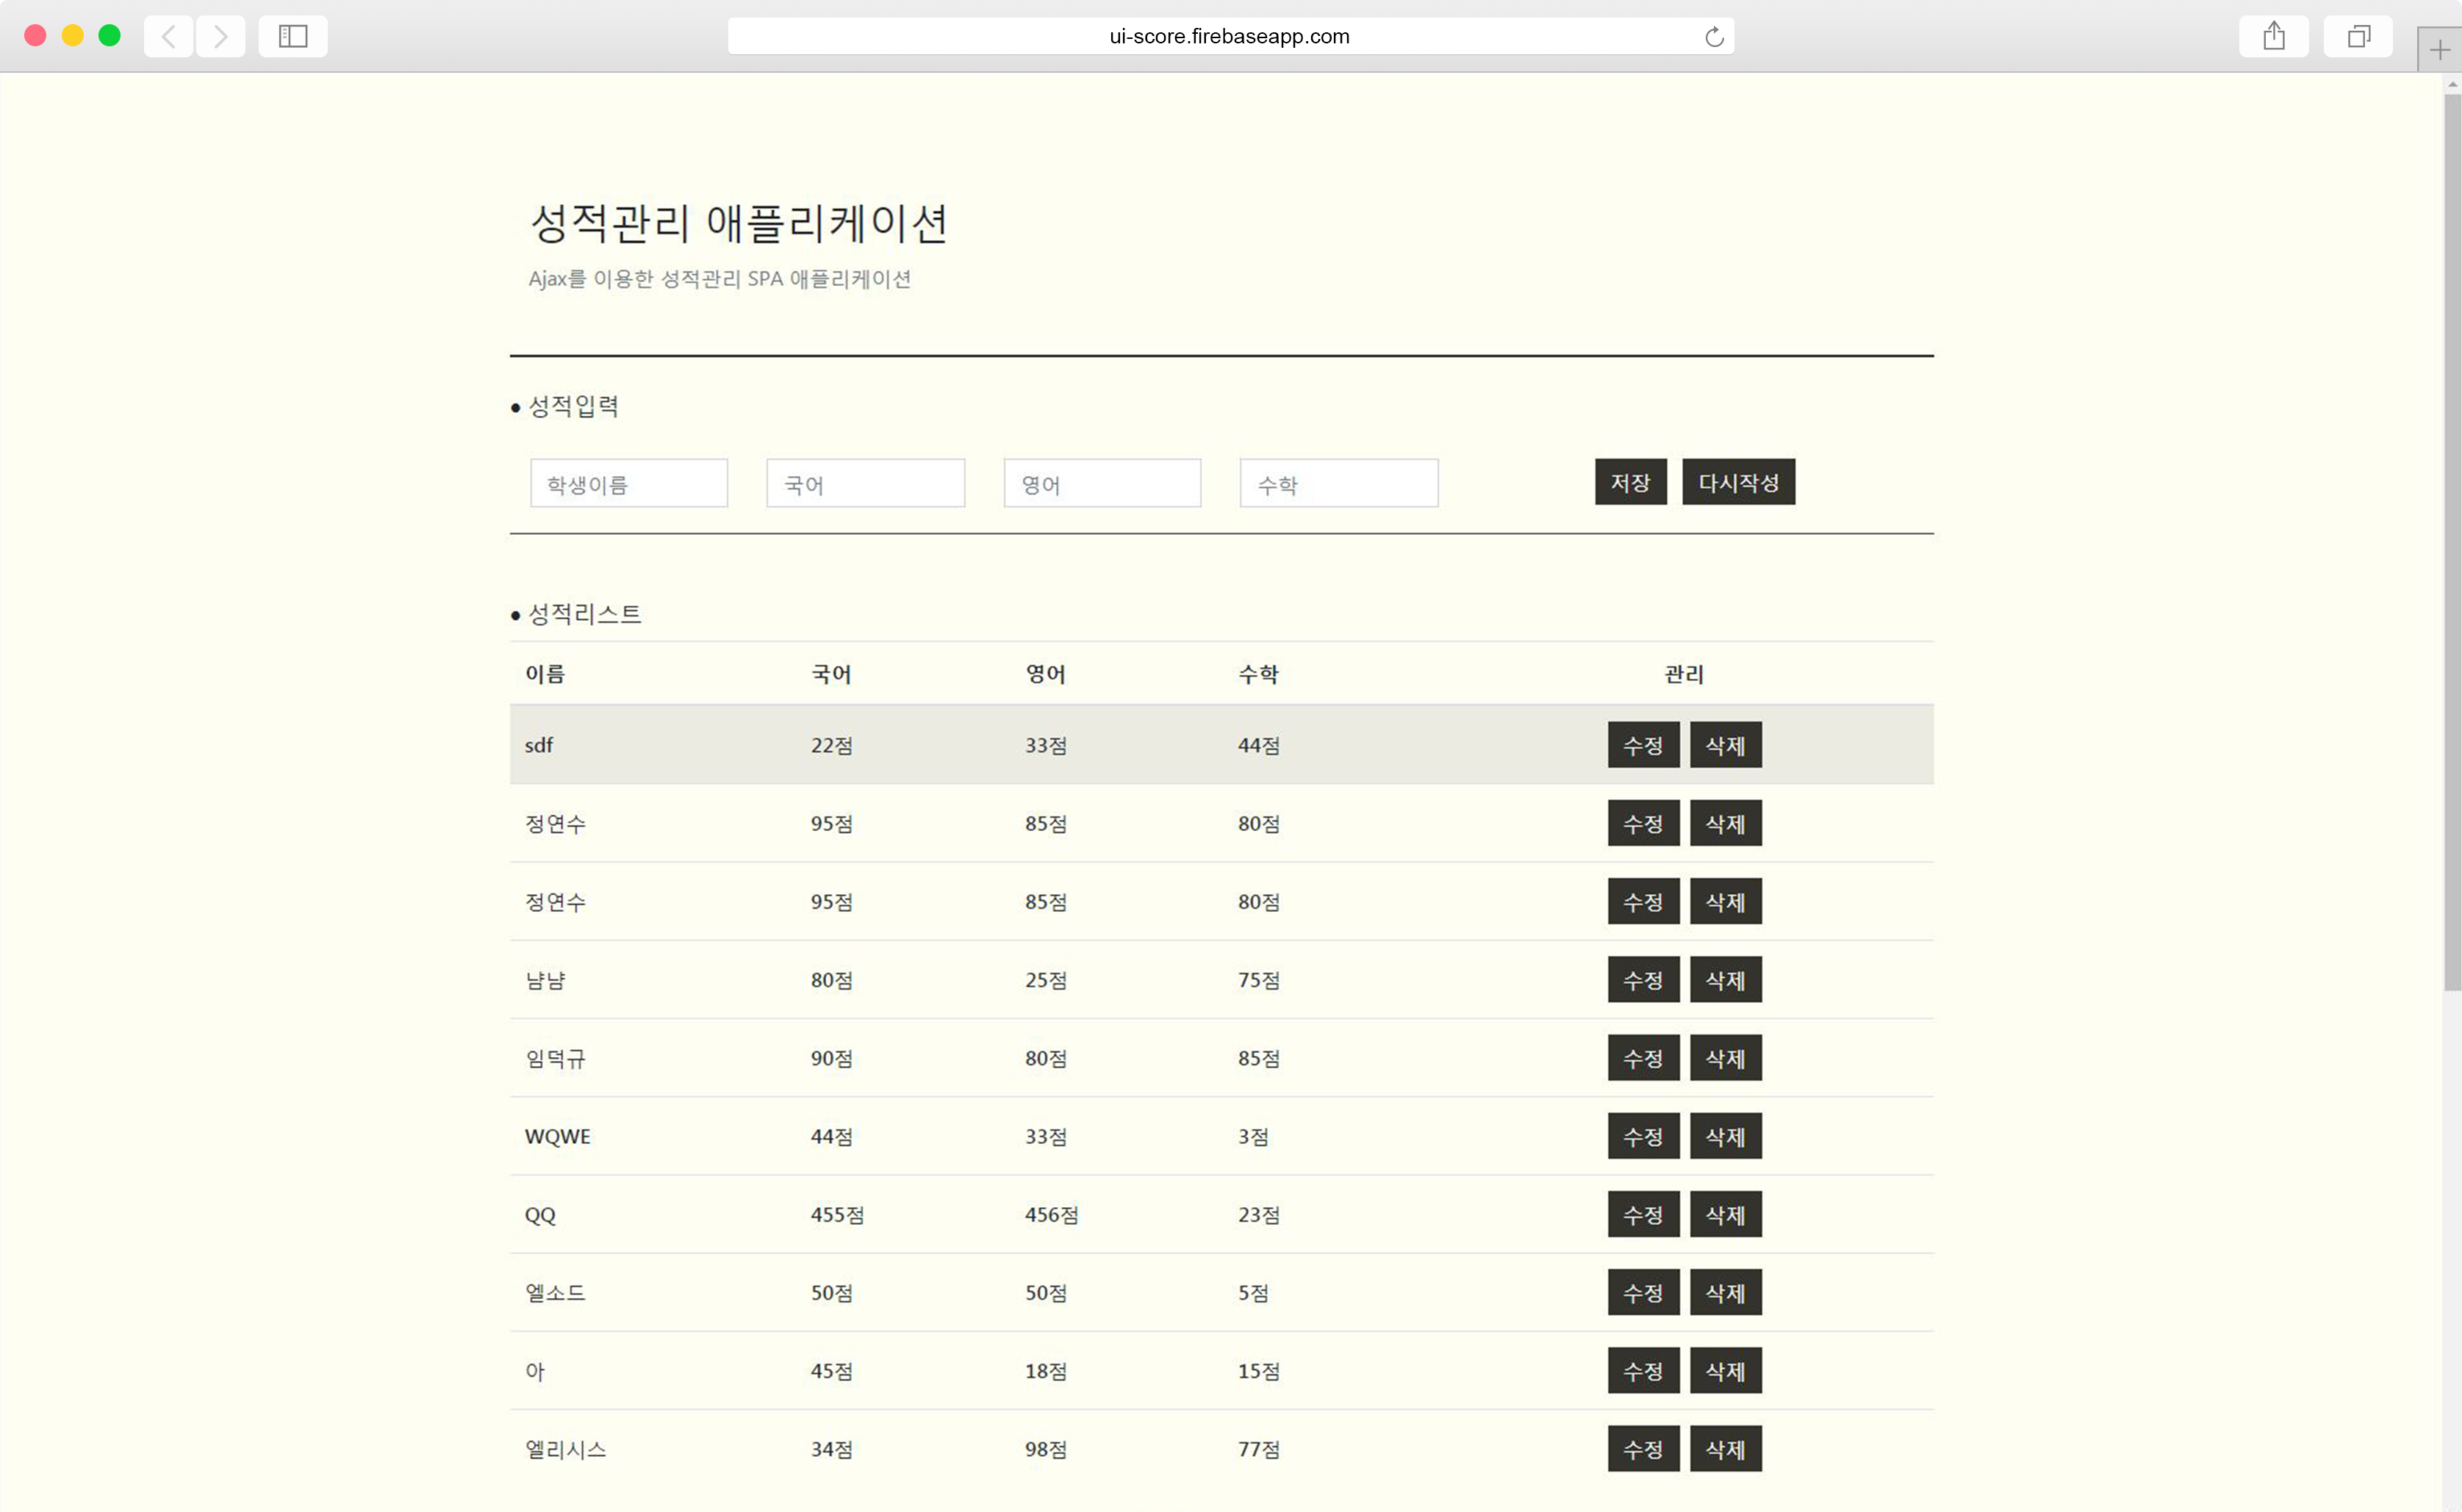 ui-score.firebaseapp.com
성적관리 애플리케이션
Ajax를 이용한 성적관리 SPA 애플리케이션
• 성적입력
학생이름 국어 영어 수학 저장 다시작성
• 성적리스트
이름 국어 영어 수학 관리
sdf 22점 33점 44점 수정 삭제
정연수 95점 85점 80점 수정 삭제
정연수 95점 85점 80점 수정 삭제
냠냠 80점 25점 75점 수정 삭제
임덕규 90점 80점 85점 수정 삭제
WQWE 44점 33점 3점 수정 삭제
QQ 455점 456점 23점 수정 삭제
엘소드 50점 50점 5점 수정 삭제
아 45점 18점 15점 수정 삭제
엘리시스 34점 98점 77점 수정 삭제